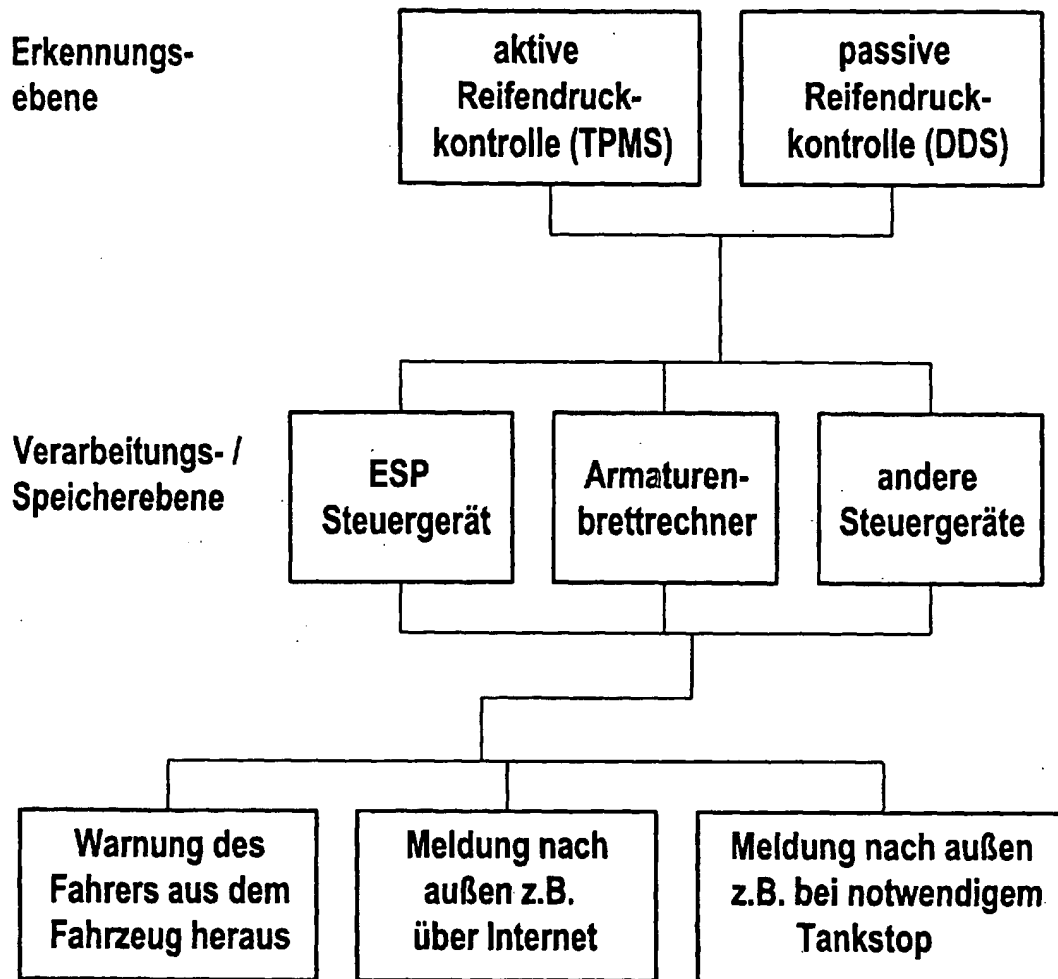 Erkennungs-
ebene
aktive
Reifendruck-
kontrolle (TPMS)
passive
Reifendruck-
kontrolle (DDS)
Verarbeitungs- /
Speicherebene
ESP
Steuergerät
Armaturen-
brettrechner
andere
Steuergeräte
Warnung des
Fahrers aus dem
Fahrzeug heraus
Meldung nach
außen z.B.
über Internet
Meldung nach außen
z.B. bei notwendigem
Tankstop